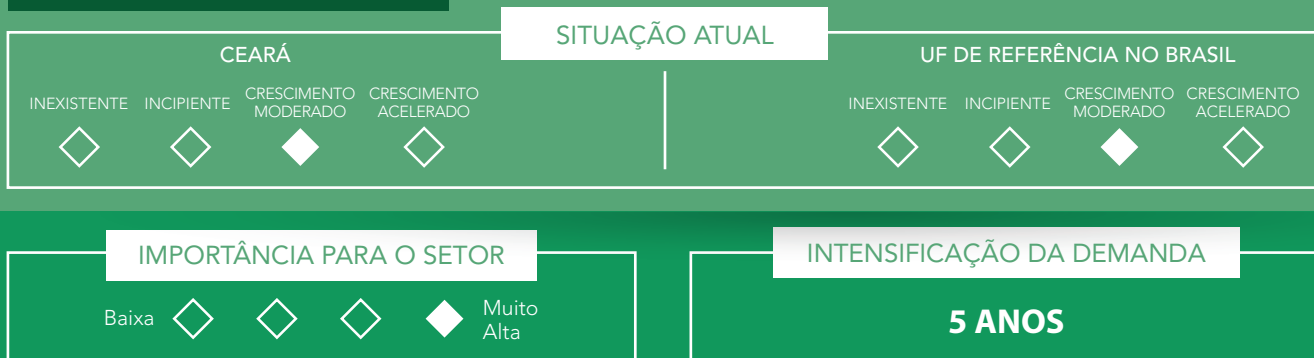 SITUAÇÃO ATUAL
CEARÁ
INEXISTENTE
INCIPIENTE
CRESCIMENTO
MODERADO
CRESCIMENTO
ACELERADO
UF DE REFERÊNCIA NO BRASIL
INEXISTENTE
INCIPIENTE
CRESCIMENTO
MODERADO
CRESCIMENTO
ACELERADO
IMPORTÂNCIA PARA O SETOR
Baixa
Muito
Alta
INTENSIFICAÇÃO DA DEMANDA
5 ANOS